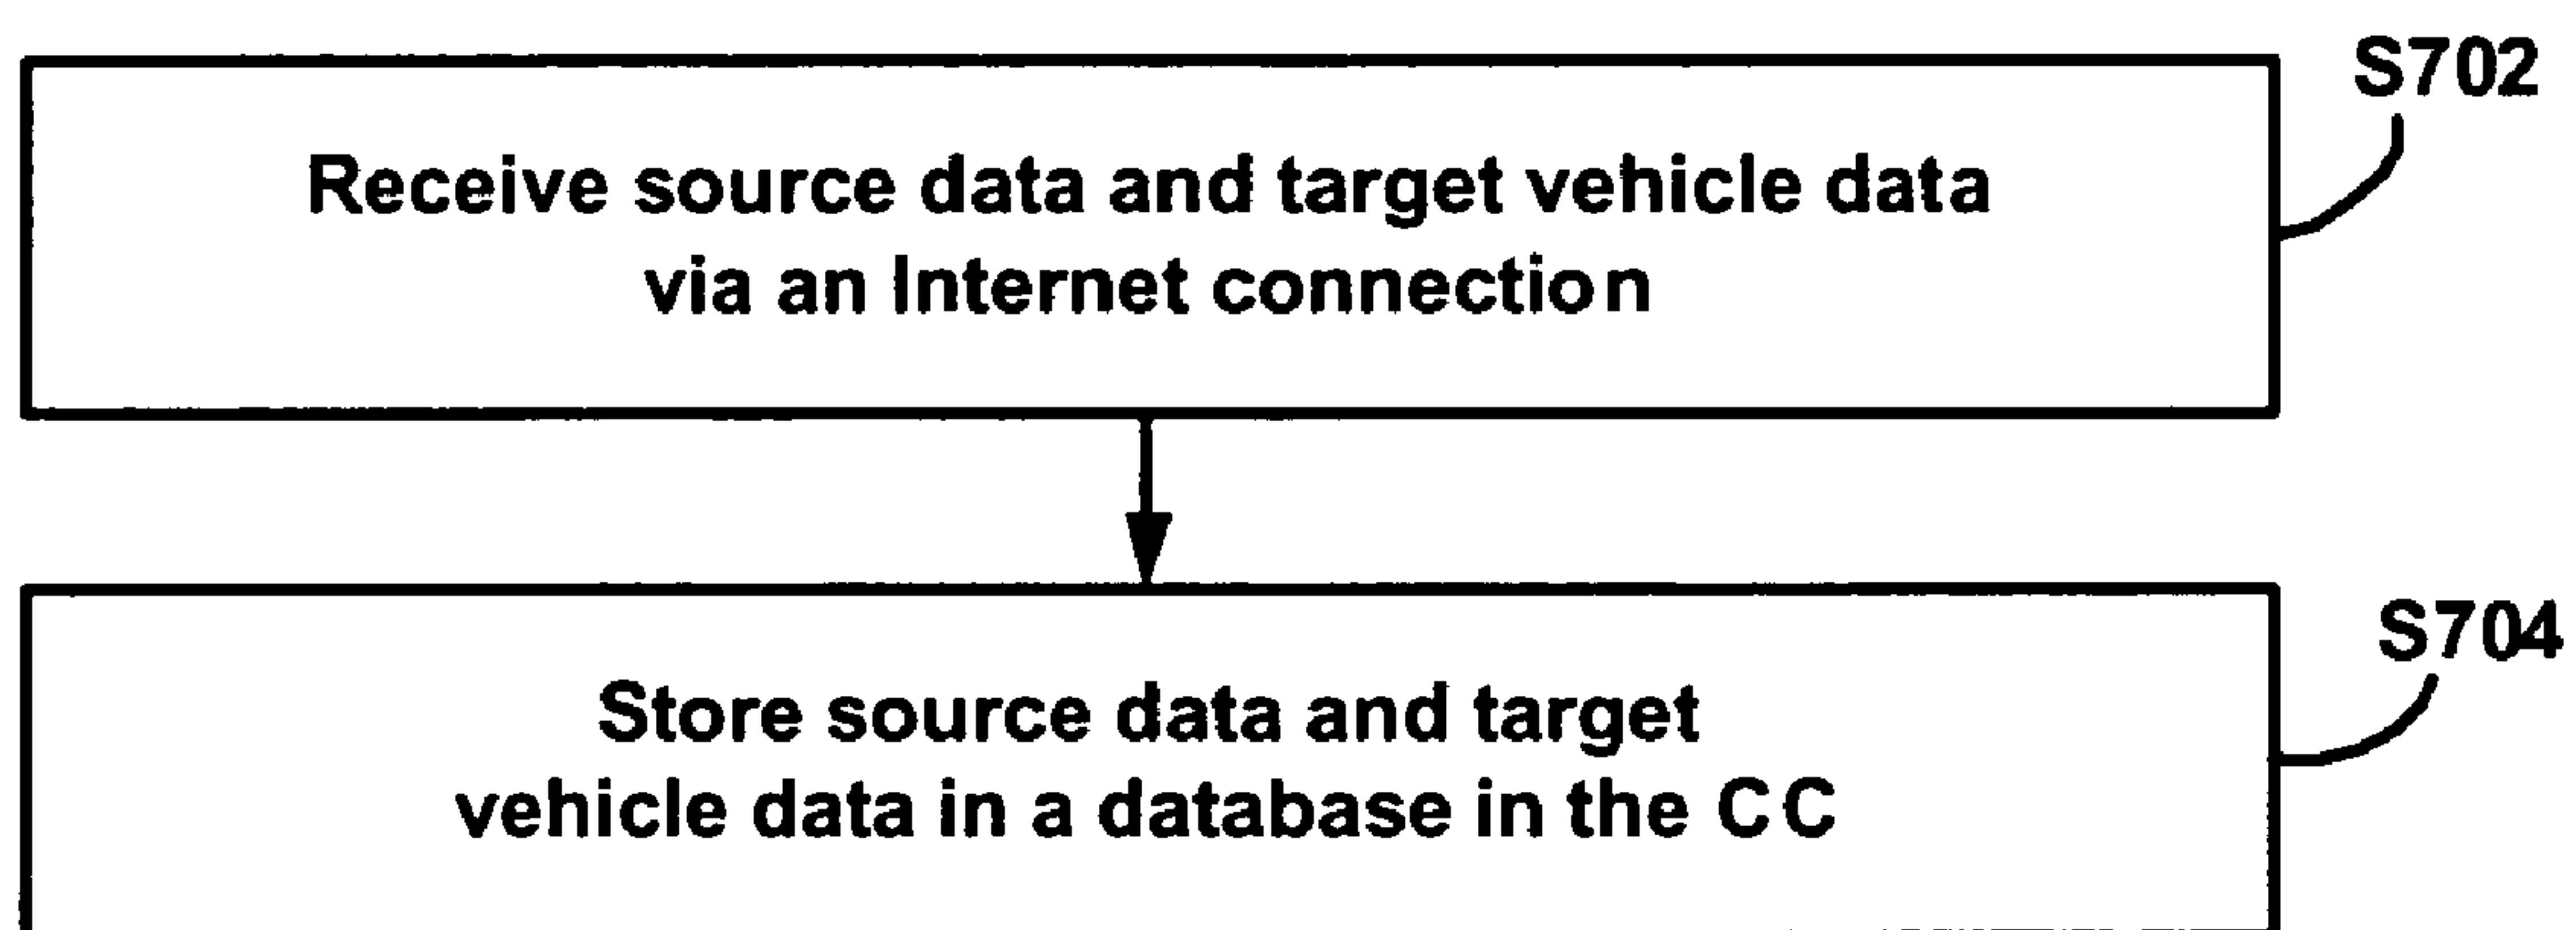 S702
Receive source data and target vehicle data
via an Internet connection
S704
Store source data and target
vehicle data in a database in the CC